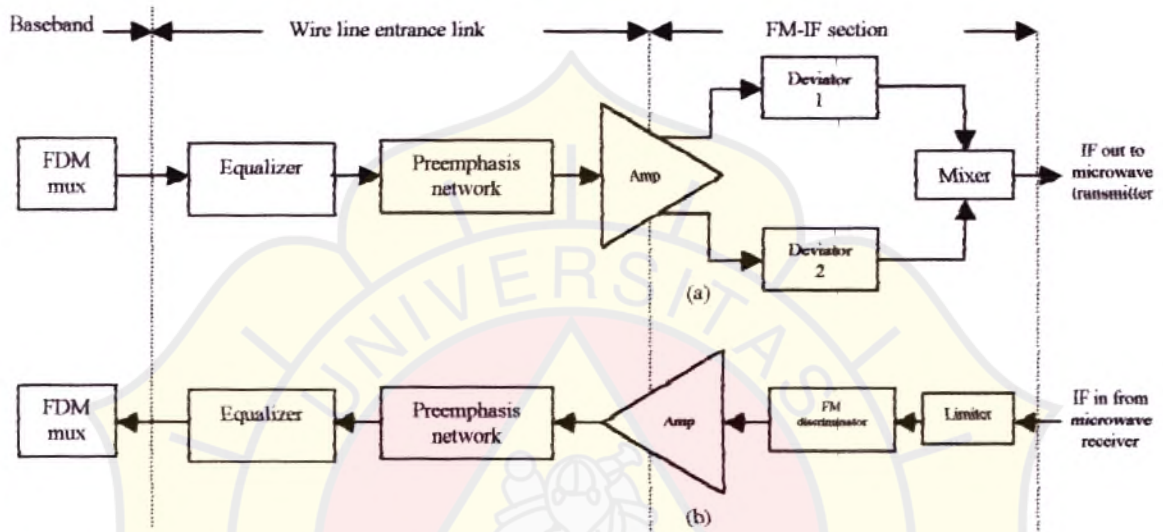 Baseband
Wire line entrance link
FM-IF section
Deviator
1
FDM
mux
Equalizer
Preemphasis
network
Amp
Mixer
IF out to
microwave
transmitter
Deviator
2
(a)
UNIVERSITAS
FDM
mux
Equalizer
Preemphasis
network
Amp
FM
discriminator
Limiter
IF in from
microwave
receiver
(b)